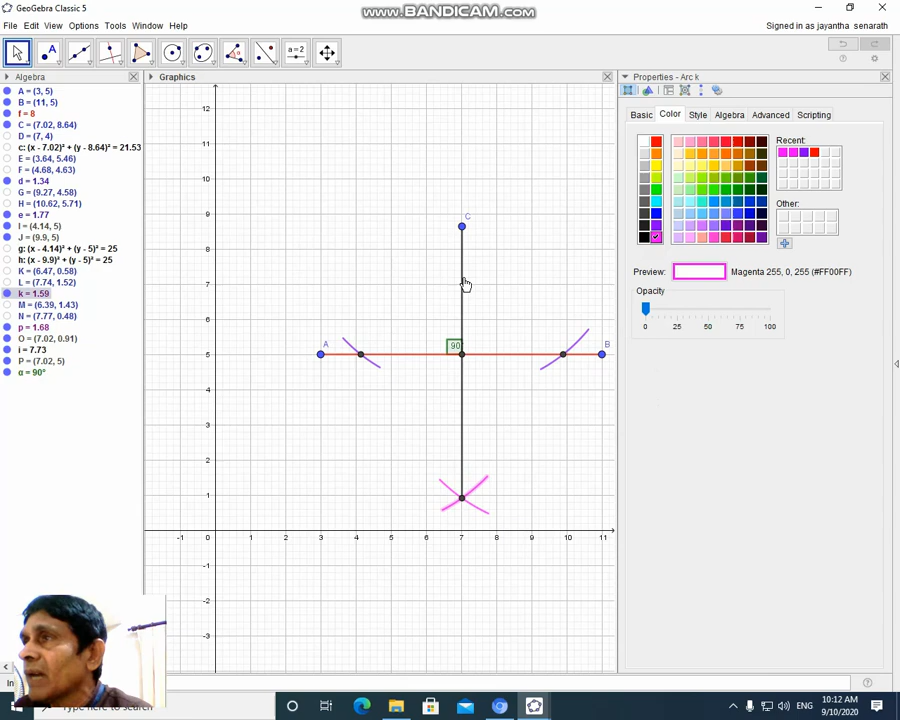 GeoGebra Classic 5
www.BANDICAM.com
File Edit View Options Tools Window Help
Signed in as jayantha senarath
a=2
Algebra
Graphics
Properties - Arc k
A = (3, 5)
B = (11, 5)
f = 8
C = (7.02, 8.64)
D = (7, 4)
c: (x - 7.02)² + (y - 8.64)² = 21.53
E = (3.64, 5.46)
F = (4.68, 4.63)
d = 1.34
G = (9.27, 4.58)
H = (10.62, 5.71)
e = 1.77
I = (4.14, 5)
J = (9.9, 5)
g: (x - 4.14)² + (y - 5)² = 25
h: (x - 9.9)² + (y - 5)² = 25
K = (6.47, 0.58)
L = (7.74, 1.52)
k = 1.59
M = (6.39, 1.43)
N = (7.77, 0.48)
p = 1.68
O = (7.02, 0.91)
i = 7.73
P = (7.02, 5)
α = 90°
12
11
10
9
8
7
6
5
4
3
2
1
0
-1
-2
-3
-1 0 1 2 3 4 5 6 7 8 9 10 11
C
A
B
90
Basic Color Style Algebra Advanced Scripting
Recent:
Other:
Preview:
Magenta 255, 0, 255 (#FF00FF)
Opacity
0 25 50 75 100
Type here to search
ENG
10:12 AM
9/10/2020